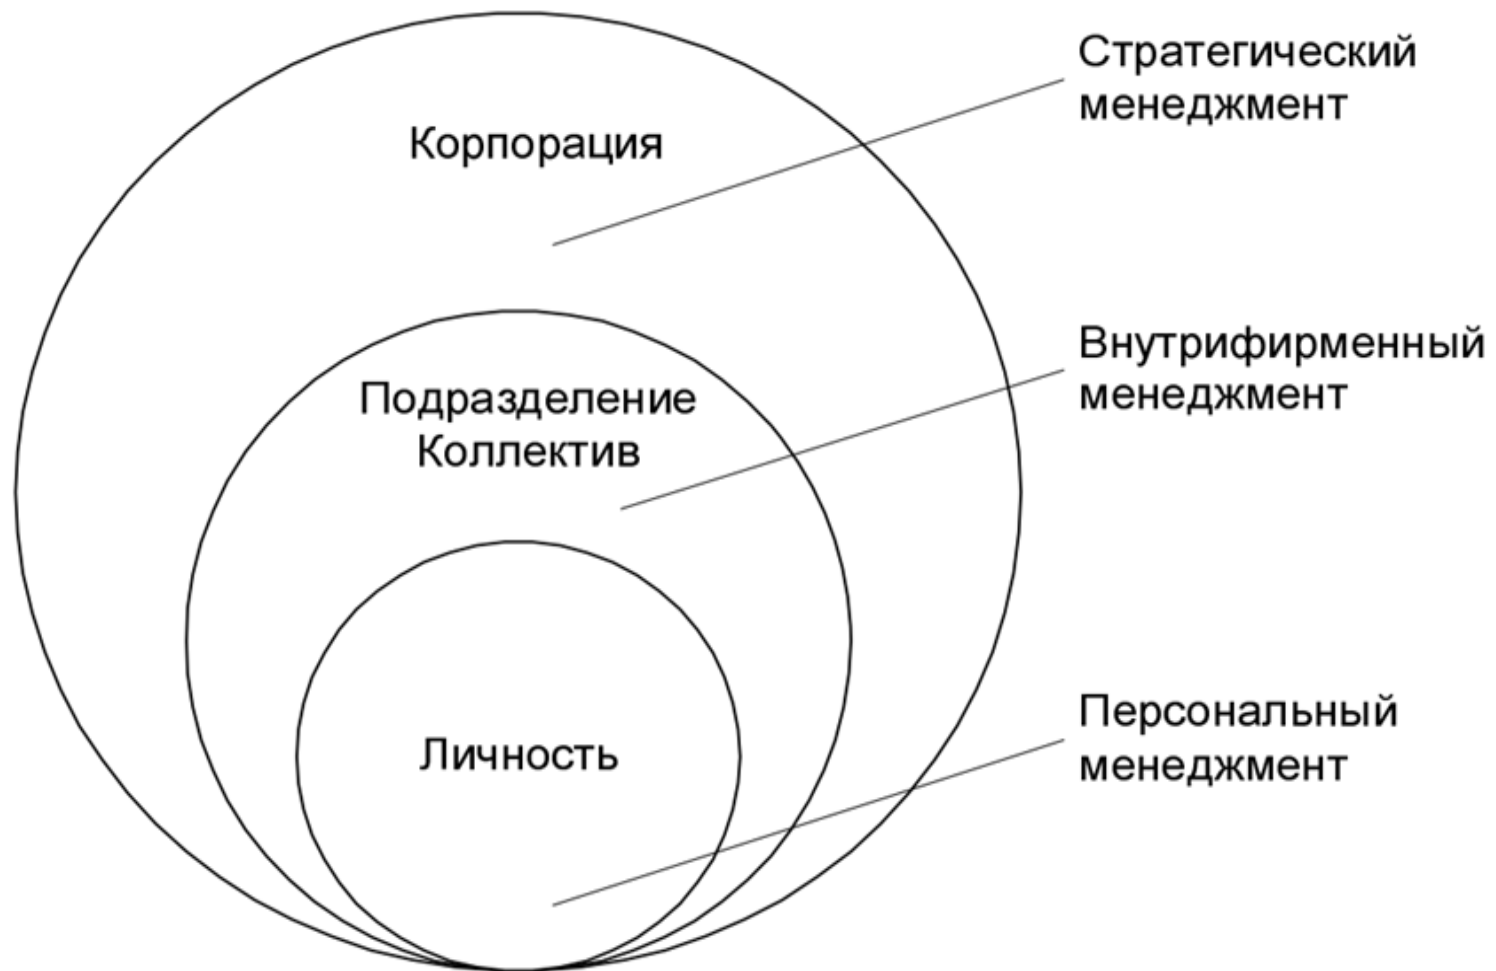 Стратегический
менеджмент
Корпорация
Внутрифирменный
менеджмент
Подразделение
Коллектив
Персональный
менеджмент
Личность